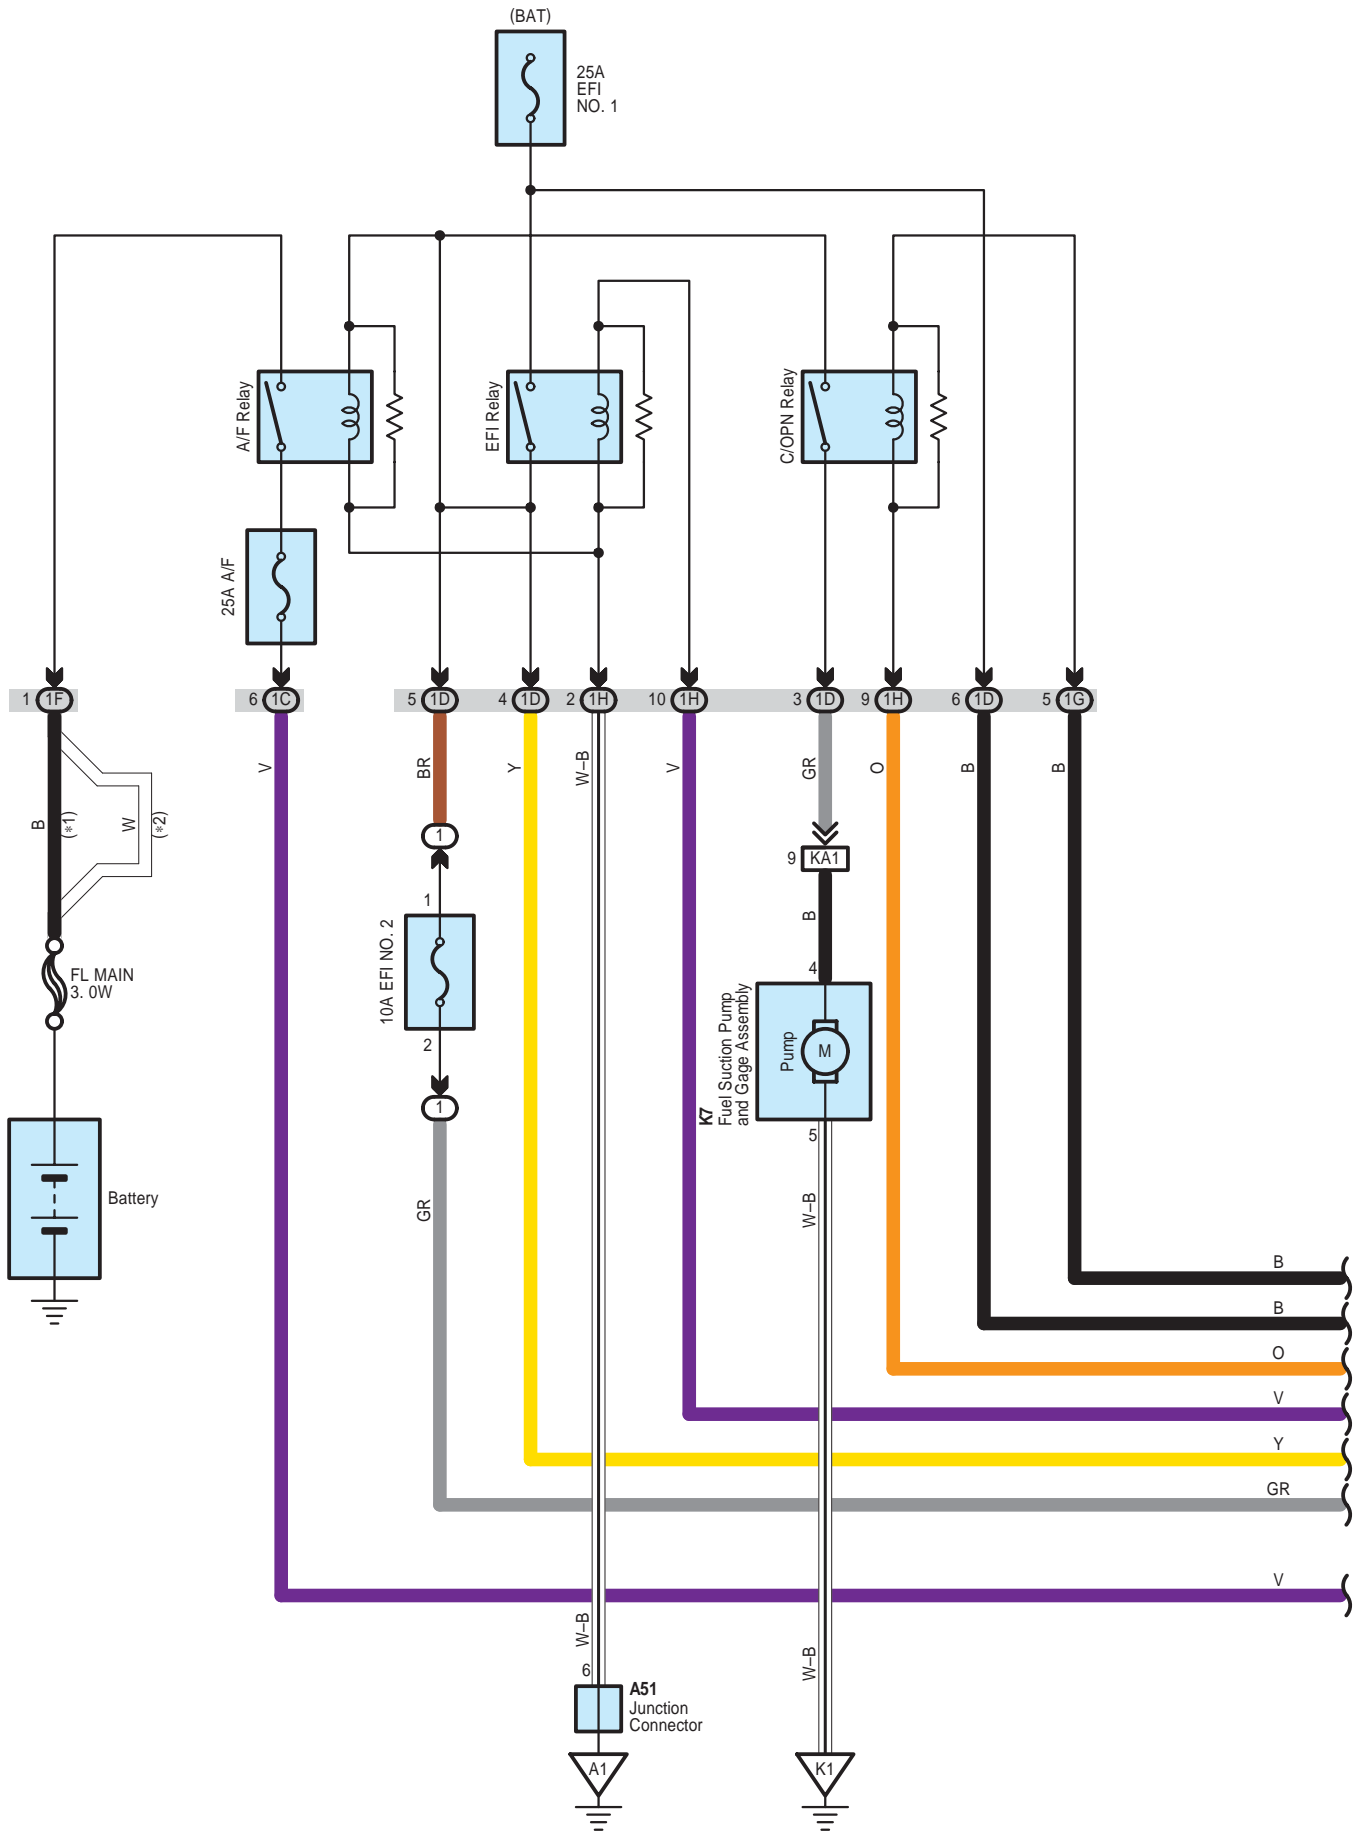 (BAT)
25A
EFI
NO. 1
A/F Relay
EFI Relay
C/OPN Relay
25A A/F
1 1F
6 1C
5 1D
4 1D
2 1H
10 1H
3 1D
9 1H
6 1D
5 1G
V
BR
Y
W–B
V
GR
O
B
B
B
(*1)
W
(*2)
1
9 KA1
1
10A EFI NO. 2
2
1
B
4
FL MAIN
3. 0W
K7
Fuel Suction Pump
and Gage Assembly
Pump
M
5
Battery
GR
W–B
B
B
O
V
Y
GR
V
W–B
W–B
6
A51
Junction
Connector
A1
K1